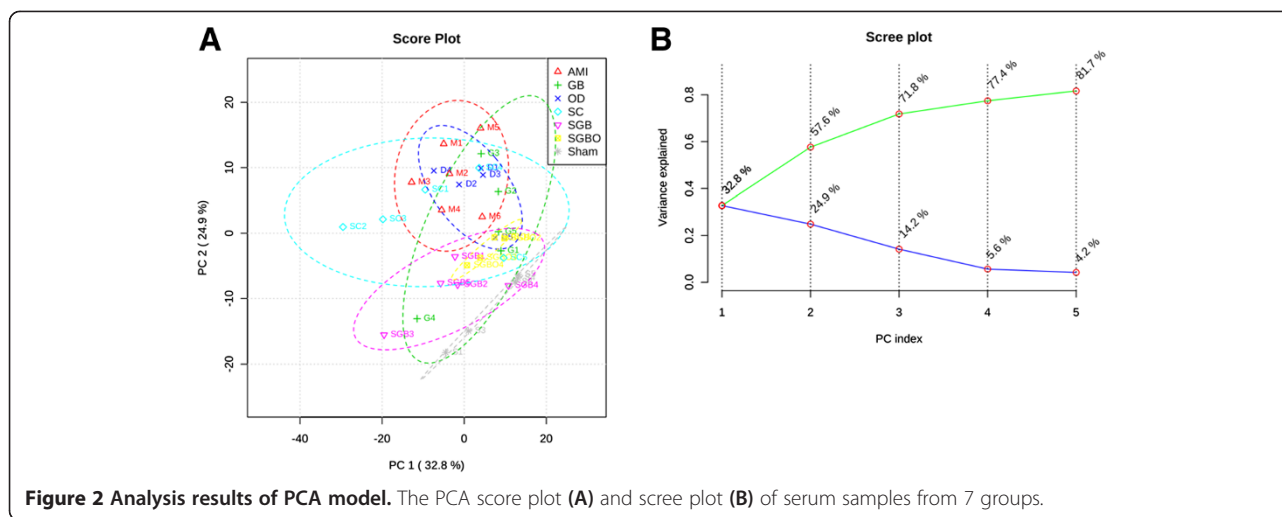 A
Score Plot
AMI
GB
OD
SC
SGB
SGBO
Sham
M5
M1
G3
D3
M2
D2
M3
SC1
G2
M4
M6
SC2
G1
SGB1
SGB2
SGB4
G4
SGB3
20
10
0
-10
-20
PC 2 ( 24.9 %)
-40
-20
0
20
PC 1 ( 32.8 %)
B
Scree plot
32.8 %
57.6 %
71.8 %
77.4 %
81.7 %
24.9 %
14.2 %
5.6 %
4.2 %
0.8
0.6
0.4
0.2
0.0
Variance explained
1
2
3
4
5
PC index
Figure 2 Analysis results of PCA model. The PCA score plot (A) and scree plot (B) of serum samples from 7 groups.